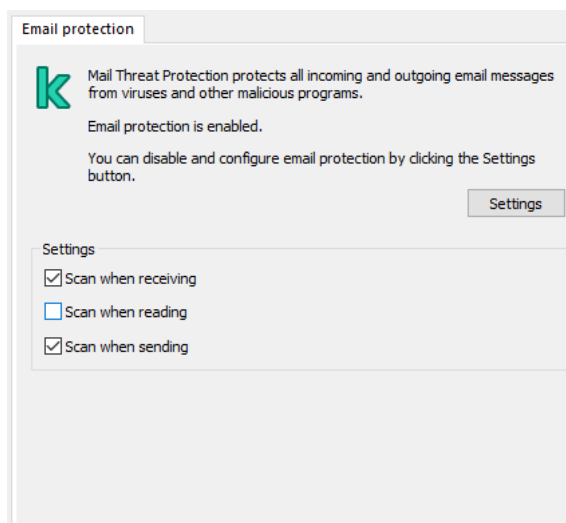 Email protection
Mail Threat Protection protects all incoming and outgoing email messages
from viruses and other malicious programs.
Email protection is enabled.
You can disable and configure email protection by clicking the Settings
button.
Settings
Settings
Scan when receiving
Scan when reading
Scan when sending